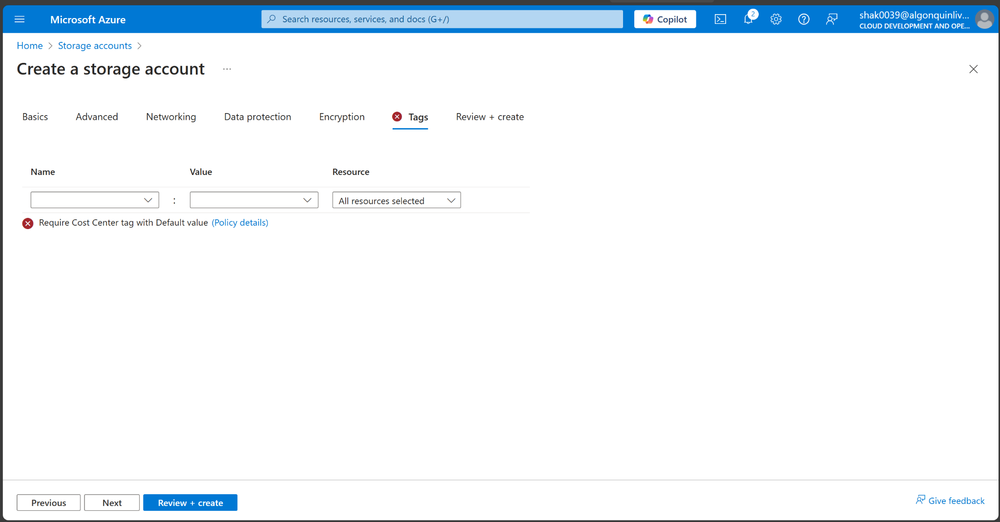 Microsoft Azure
Search resources, services, and docs (G+/)
Copilot
2
shak0039@algonquinliv...
CLOUD DEVELOPMENT AND OPE...
Home > Storage accounts >
Create a storage account ...
Basics Advanced Networking Data protection Encryption Tags Review + create
Name Value Resource
: All resources selected
Require Cost Center tag with Default value (Policy details)
Previous Next Review + create
Give feedback